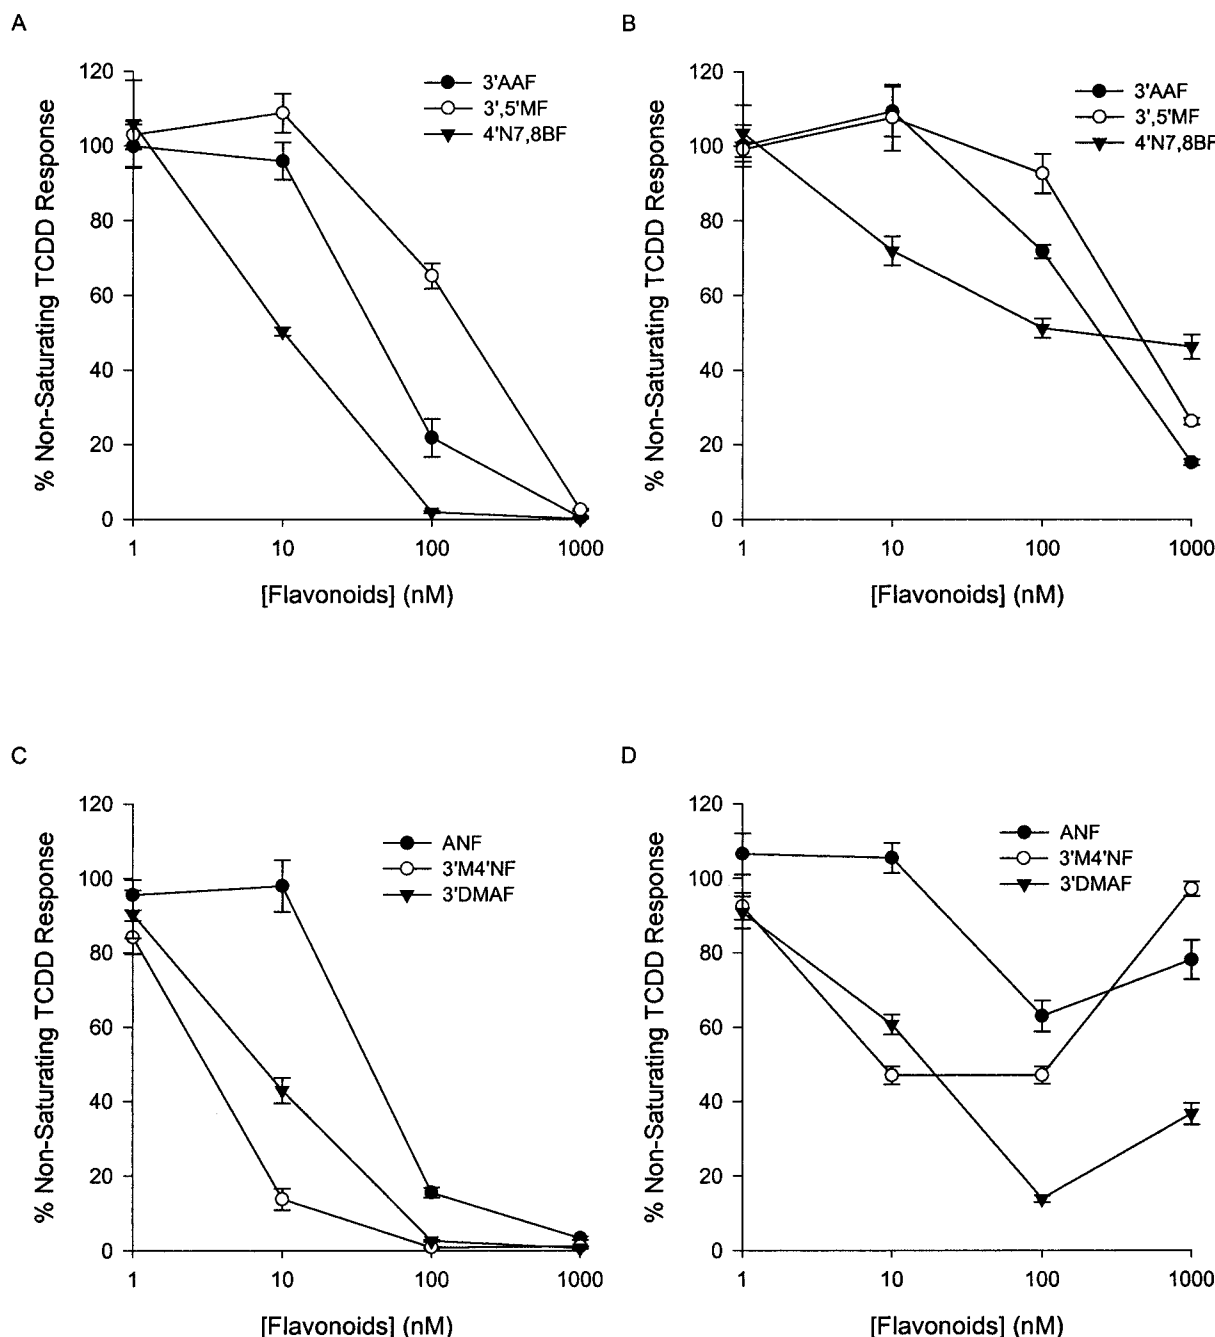 A
% Non-Saturating TCDD Response
120
100
80
60
40
20
0
1
10
100
1000
[Flavonoids] (nM)
3'AAF
3',5'MF
4'N7,8BF
B
% Non-Saturating TCDD Response
120
100
80
60
40
20
0
1
10
100
1000
[Flavonoids] (nM)
3'AAF
3',5'MF
4'N7,8BF
C
% Non-Saturating TCDD Response
120
100
80
60
40
20
0
1
10
100
1000
[Flavonoids] (nM)
ANF
3'M4'NF
3'DMAF
D
% Non-Saturating TCDD Response
120
100
80
60
40
20
0
1
10
100
1000
[Flavonoids] (nM)
ANF
3'M4'NF
3'DMAF